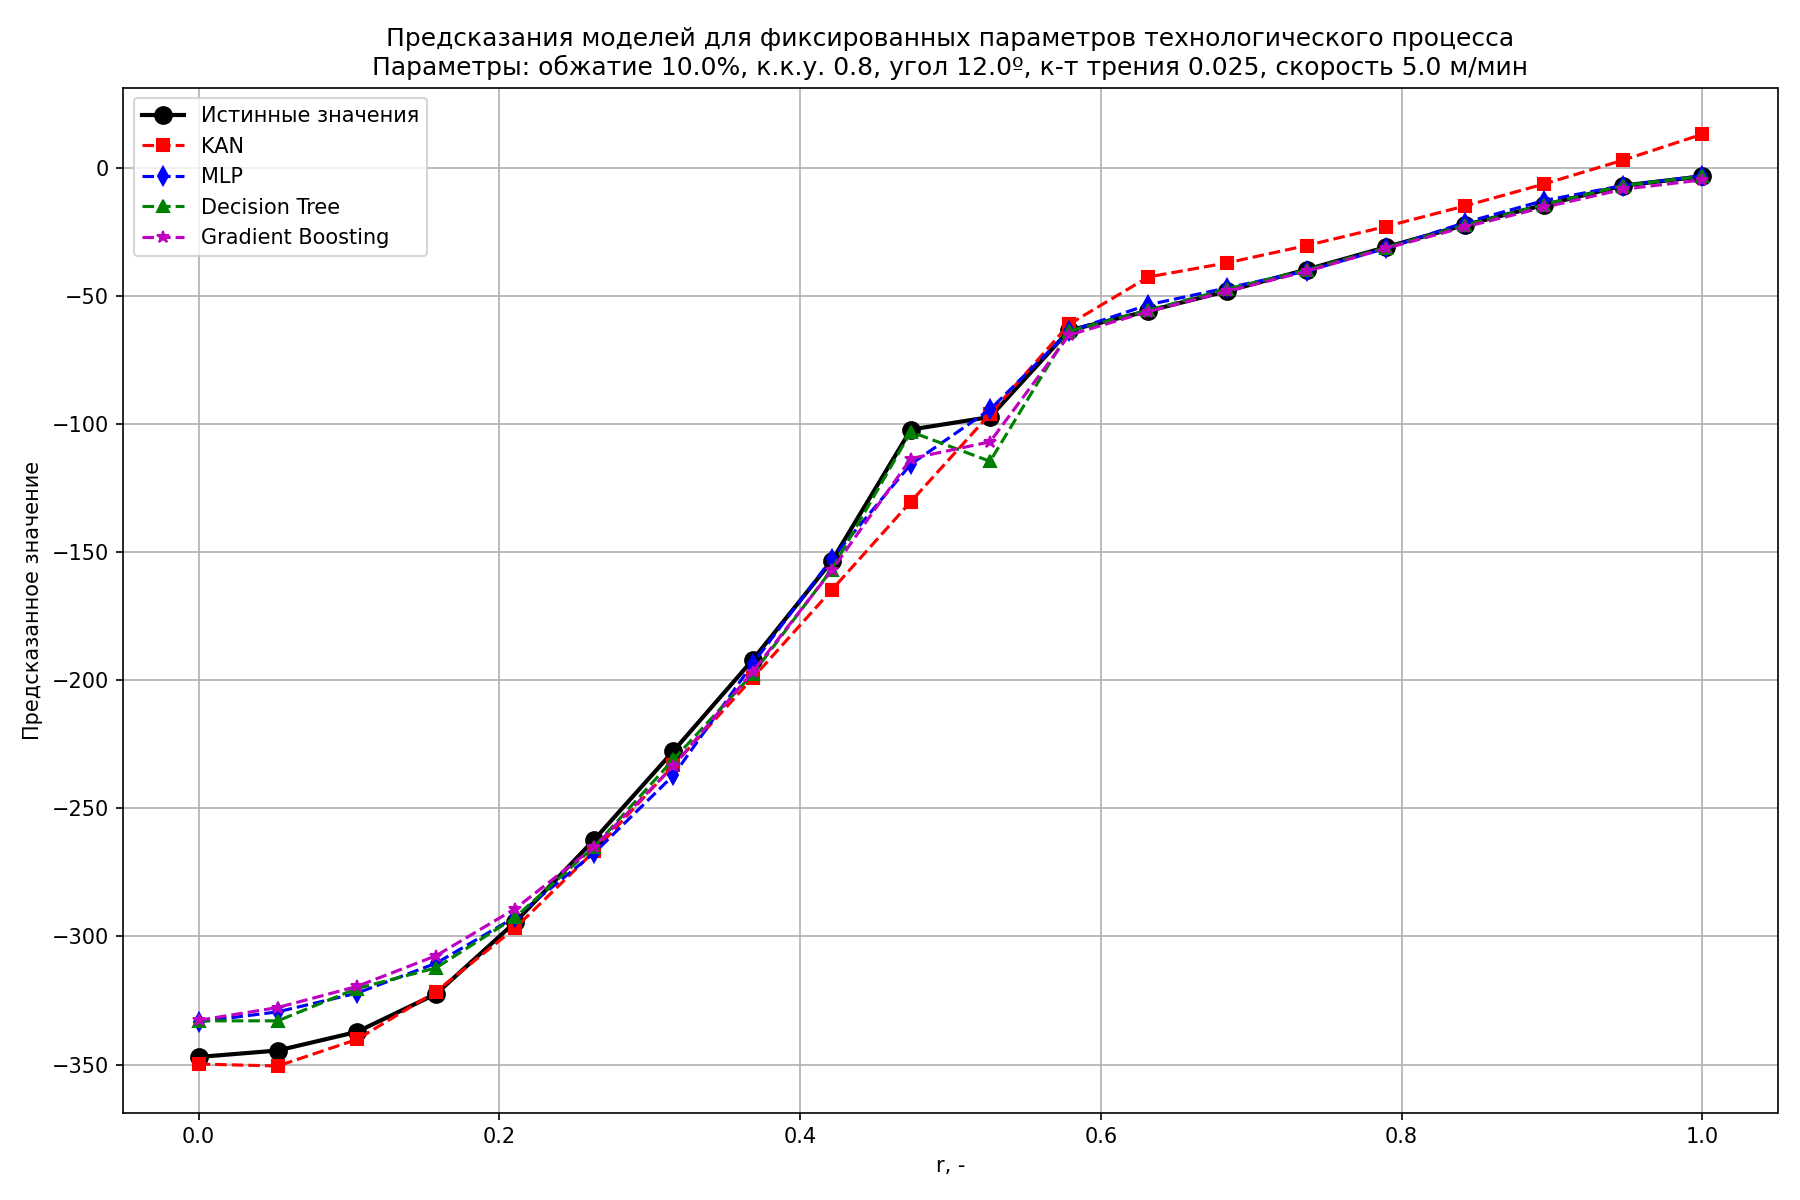 Предсказания моделей для фиксированных параметров технологического процесса
Параметры: обжатие 10.0%, к.к.у. 0.8, угол 12.0º, к-т трения 0.025, скорость 5.0 м/мин
Истинные значения
KAN
MLP
Decision Tree
Gradient Boosting
Предсказанное значение
0
−50
−100
−150
−200
−250
−300
−350
0.0 0.2 0.4 0.6 0.8 1.0
r, -